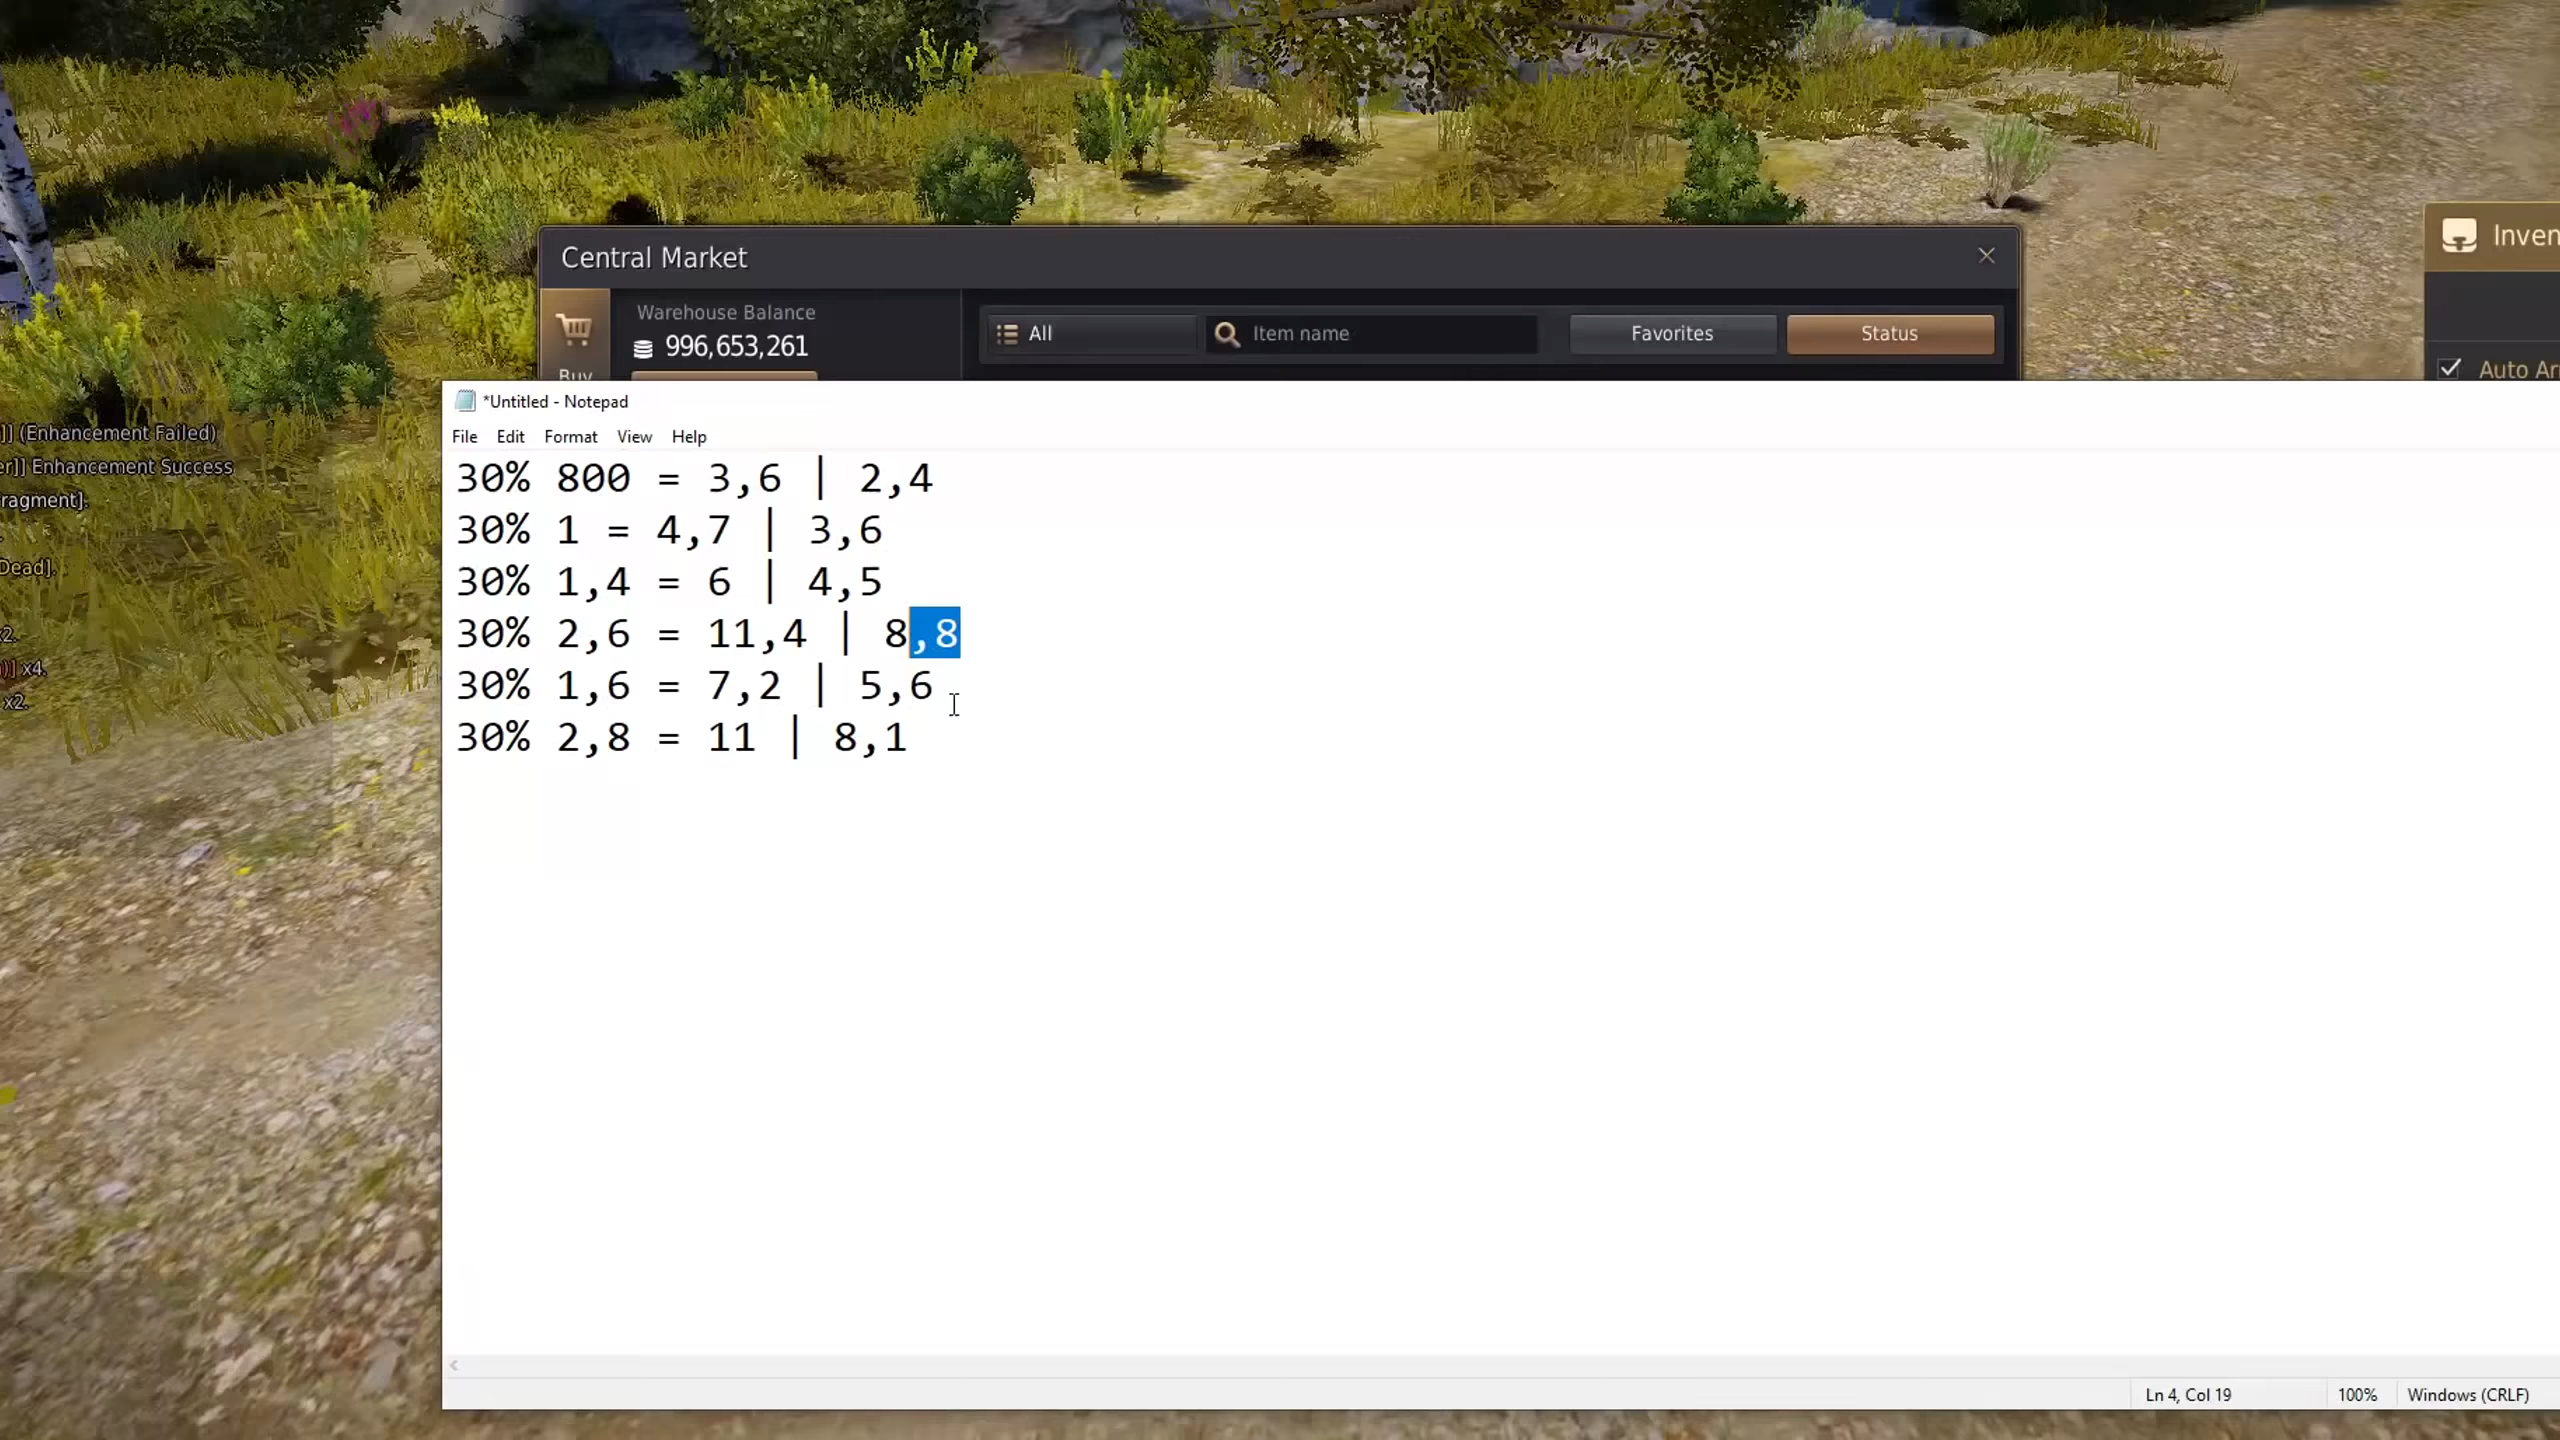 Central Market
Inven
Warehouse Balance
996,653,261
All
Item name
Favorites
Status
Buy
Auto Arr
*Untitled - Notepad
File Edit Format View Help
]] (Enhancement Failed)
er]] Enhancement Success
ragment].
Dead].
x2.
)] x4.
x2.
30% 800 = 3,6 | 2,4
30% 1 = 4,7 | 3,6
30% 1,4 = 6 | 4,5
30% 2,6 = 11,4 | 8,8
30% 1,6 = 7,2 | 5,6
30% 2,8 = 11 | 8,1
Ln 4, Col 19
100%
Windows (CRLF)